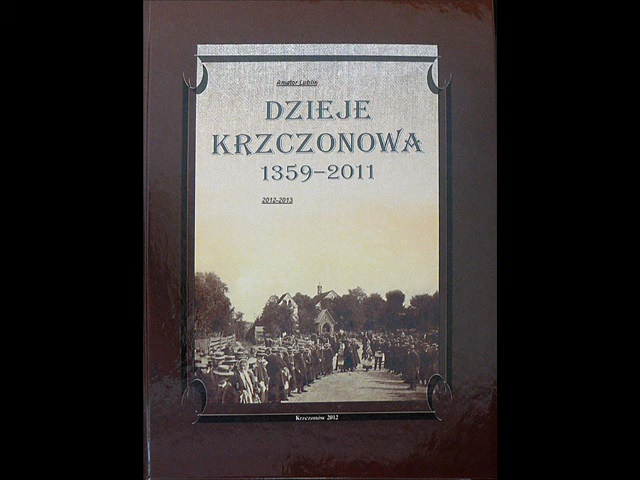 Amator Lublin
DZIEJE
KRZCZONOWA
1359–2011
2012-2013
Krzczonów 2012